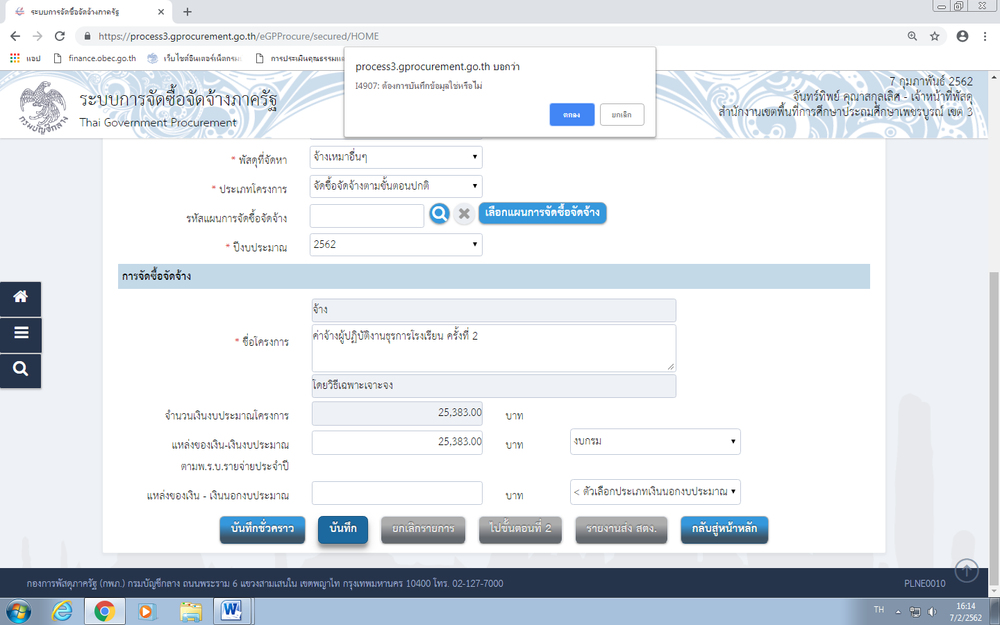 ระบบการจัดซื้อจัดจ้างภาครัฐ
https://process3.gprocurement.go.th/eGPProcure/secured/HOME
แอป
finance.obec.go.th
เว็บไซต์อินเตอร์เน็ตกรม
การประเมินคุณธรรมแล
process3.gprocurement.go.th บอกว่า
I4907: ต้องการบันทึกข้อมูลใช่หรือไม่
ตกลง
ยกเลิก
กรมบัญชีกลาง
ระบบการจัดซื้อจัดจ้างภาครัฐ
Thai Government Procurement
7 กุมภาพันธ์ 2562
จันทร์ทิพย์ คุณาสกุลเลิศ - เจ้าหน้าที่พัสดุ
สำนักงานเขตพื้นที่การศึกษาประถมศึกษาเพชรบูรณ์ เขต 3
* พัสดุที่จัดหา
จ้างเหมาอื่นๆ
* ประเภทโครงการ
จัดซื้อจัดจ้างตามขั้นตอนปกติ
รหัสแผนการจัดซื้อจัดจ้าง
เลือกแผนการจัดซื้อจัดจ้าง
* ปีงบประมาณ
2562
การจัดซื้อจัดจ้าง
จ้าง
* ชื่อโครงการ
ค่าจ้างผู้ปฏิบัติงานธุรการโรงเรียน ครั้งที่ 2
โดยวิธีเฉพาะเจาะจง
จำนวนเงินงบประมาณโครงการ
25,383.00
บาท
แหล่งของเงิน-เงินงบประมาณ
25,383.00
บาท
งบกรม
ตามพ.ร.บ.รายจ่ายประจำปี
แหล่งของเงิน - เงินนอกงบประมาณ
บาท
< ตัวเลือกประเภทเงินนอกงบประมาณ
บันทึกชั่วคราว
บันทึก
ยกเลิกรายการ
ไปขั้นตอนที่ 2
รายงานส่ง สตง.
กลับสู่หน้าหลัก
กองการพัสดุภาครัฐ (กพภ.) กรมบัญชีกลาง ถนนพระราม 6 แขวงสามเสนใน เขตพญาไท กรุงเทพมหานคร 10400 โทร. 02-127-7000
PLNE0010
TH
16:14
7/2/2562